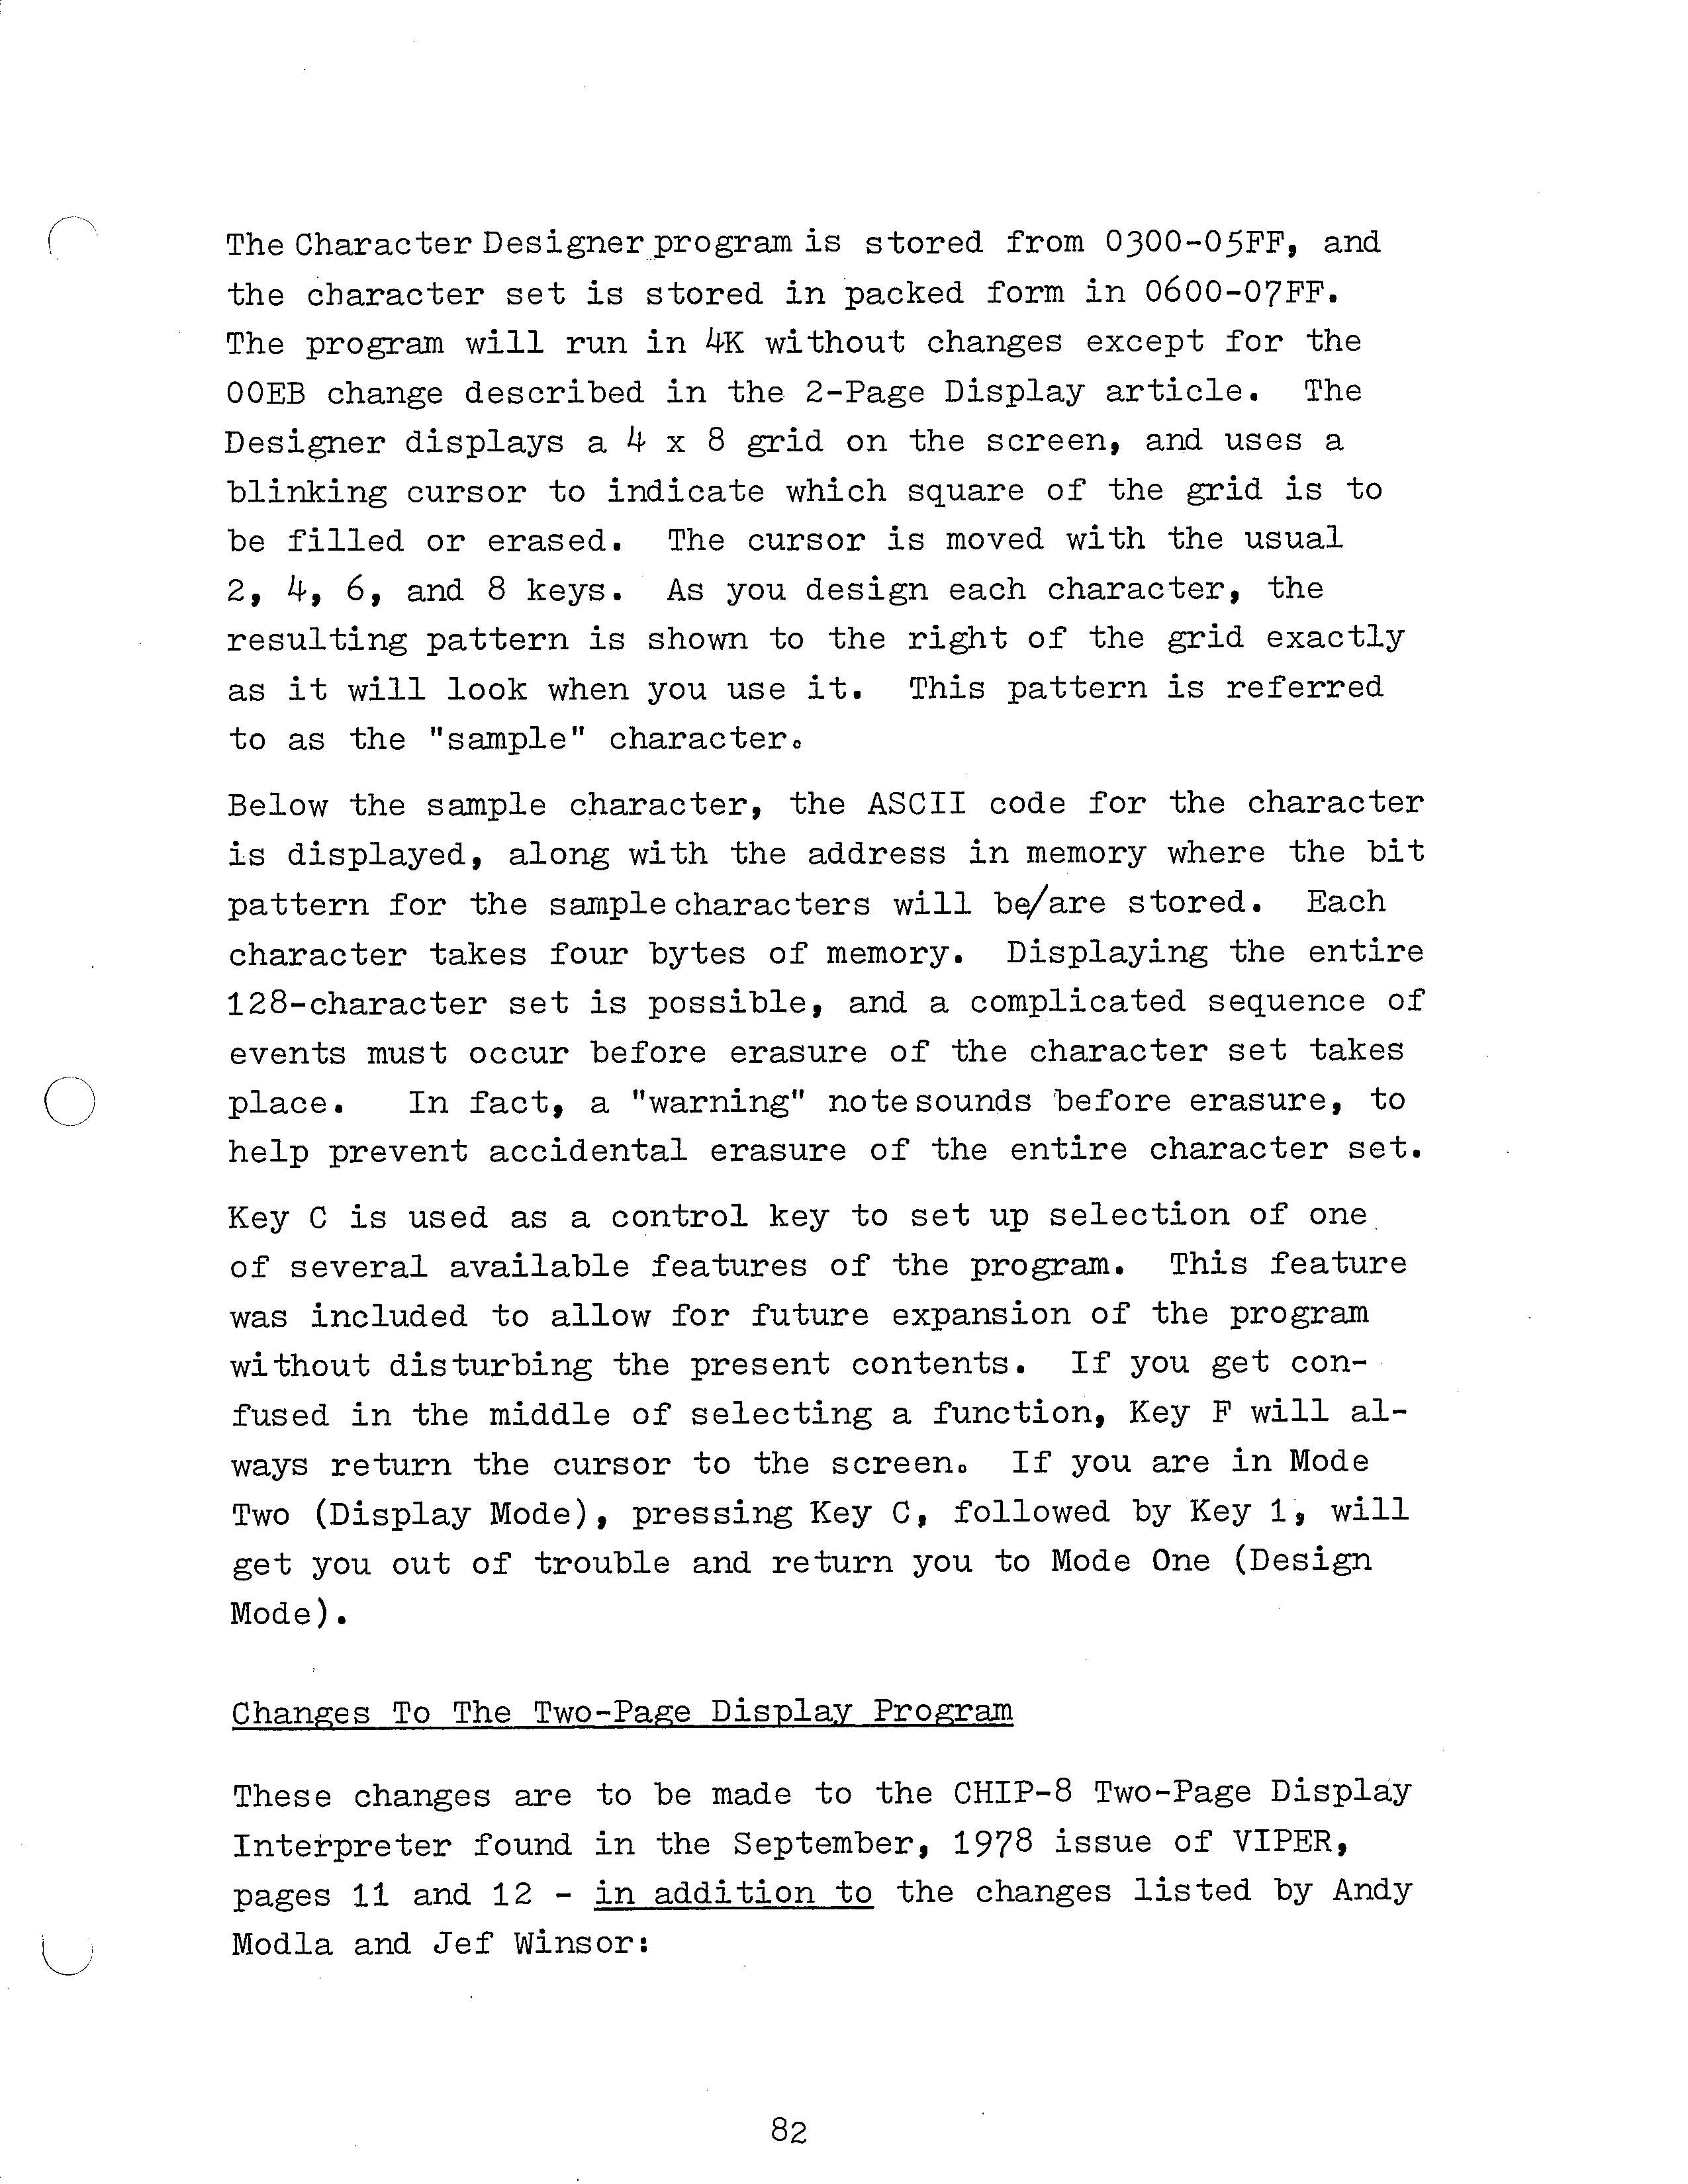 The Character Designer program is stored from 0300-05FF, and
the character set is stored in packed form in 0600-07FF.
The program will run in 4K without changes except for the
OOEB change described in the 2-Page Display article. The
Designer displays a 4 x 8 grid on the screen, and uses a
blinking cursor to indicate which square of the grid is to
be filled or erased. The cursor is moved with the usual
2, 4, 6, and 8 keys. As you design each character, the
resulting pattern is shown to the right of the grid exactly
as it will look when you use it. This pattern is referred
to as the "sample" character.
Below the sample character, the ASCII code for the character
is displayed, along with the address in memory where the bit
pattern for the sample characters will be/are stored. Each
character takes four bytes of memory. Displaying the entire
128-character set is possible, and a complicated sequence of
events must occur before erasure of the character set takes
place. In fact, a "warning" note sounds before erasure, to
help prevent accidental erasure of the entire character set.
Key C is used as a control key to set up selection of one
of several available features of the program. This feature
was included to allow for future expansion of the program
without disturbing the present contents. If you get con-
fused in the middle of selecting a function, Key F will al-
ways return the cursor to the screen. If you are in Mode
Two (Display Mode), pressing Key C, followed by Key 1, will
get you out of trouble and return you to Mode One (Design
Mode).
Changes To The Two-Page Display Program
These changes are to be made to the CHIP-8 Two-Page Display
Interpreter found in the September, 1978 issue of VIPER,
pages 11 and 12 - in addition to the changes listed by Andy
Modla and Jef Winsor:
82